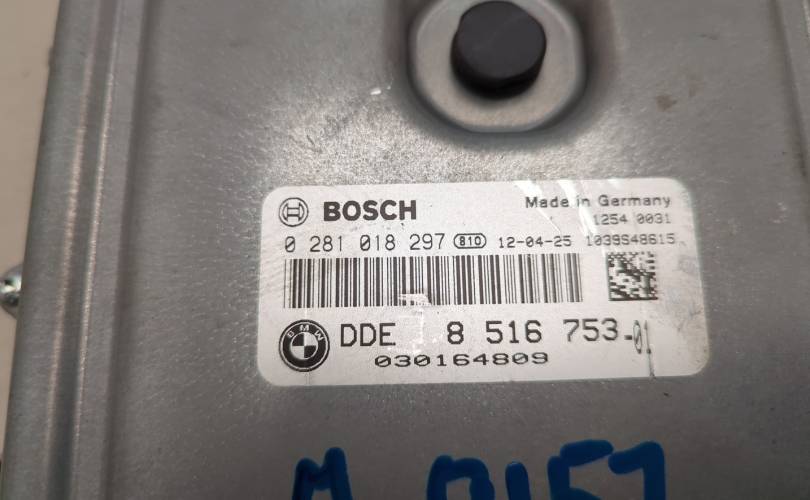 BOSCH
Made in Germany
1254 0031
0 281 018 297 810 12-04-25 1039S48615
BMW
DDE 8 516 753-01
030164809